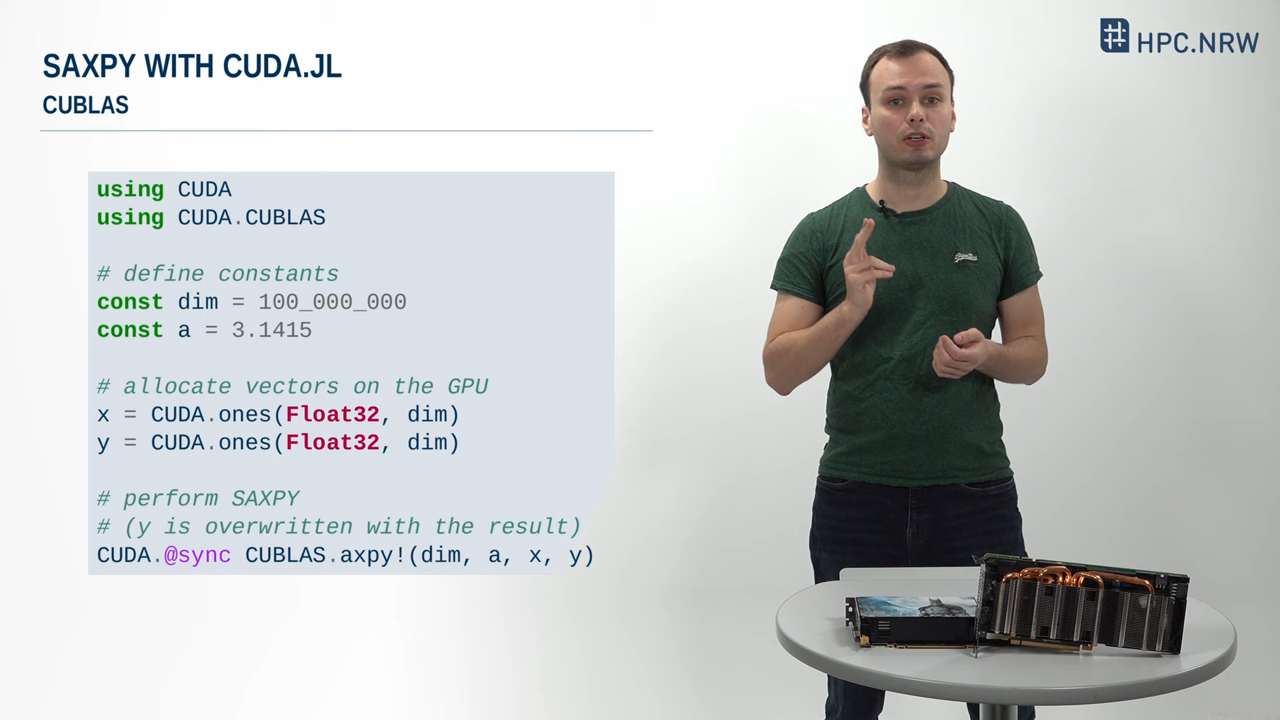 SAXPY WITH CUDA.JL
CUBLAS
HPC.NRW
using CUDA
using CUDA.CUBLAS
# define constants
const dim = 100_000_000
const a = 3.1415
# allocate vectors on the GPU
x = CUDA.ones(Float32, dim)
y = CUDA.ones(Float32, dim)
# perform SAXPY
# (y is overwritten with the result)
CUDA.@sync CUBLAS.axpy!(dim, a, x, y)